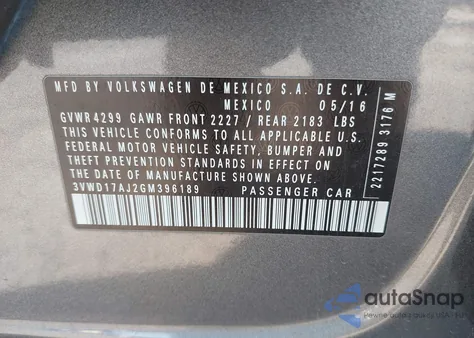 MFD. BY VOLKSWAGEN DE MEXICO S.A. DE C.V.
MEXICO 05/16
GVWR 4299 GAWR FRONT 2227 / REAR 2183 LBS
THIS VEHICLE CONFORMS TO ALL APPLICABLE
FEDERAL MOTOR VEHICLE SAFETY, BUMPER AND
THEFT PREVENTION STANDARDS IN EFFECT ON
THE DATE OF MANUFACTURE SHOWN ABOVE.
3VWD17AJ2GM396189 PASSENGER CAR
2217289 3176 M
autoSnap